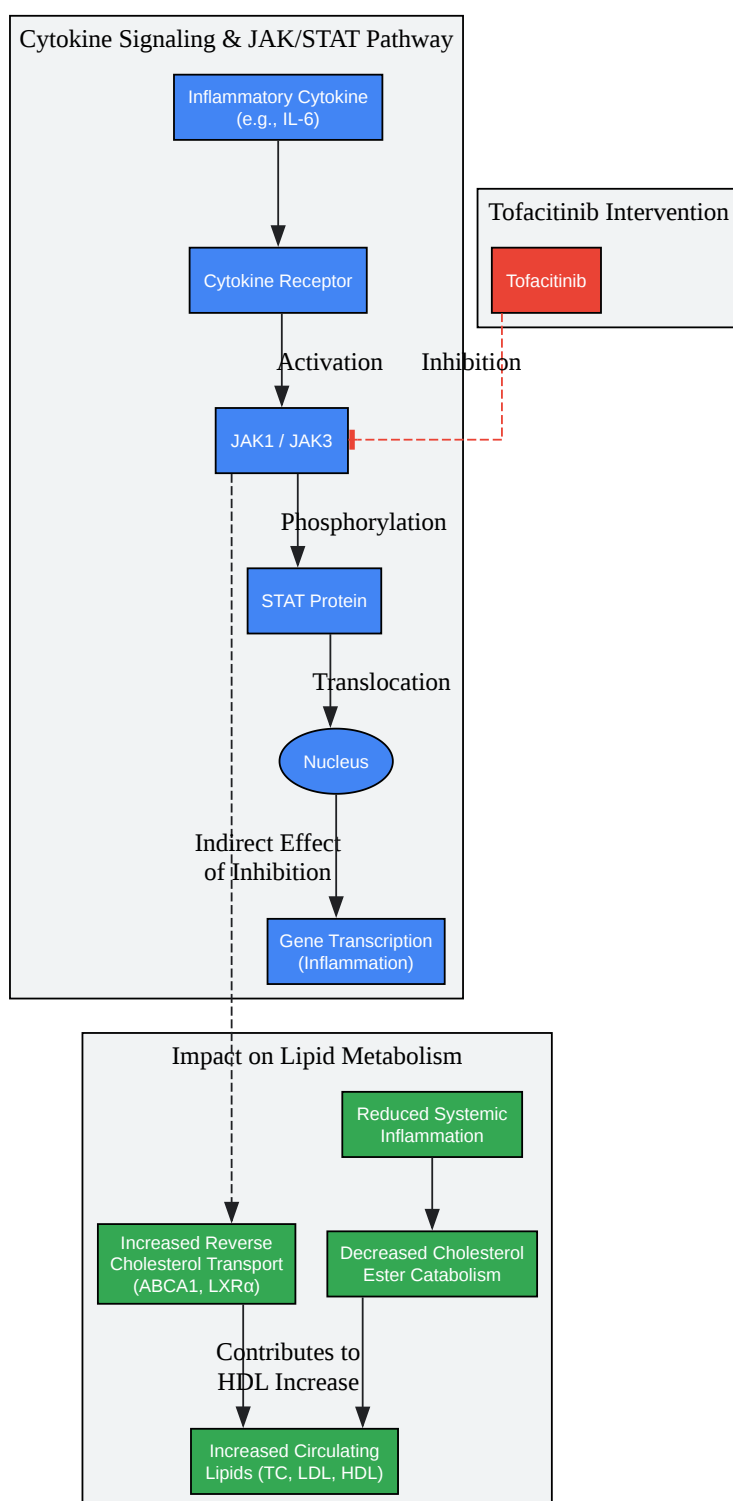 Cytokine Signaling & JAK/STAT Pathway
Inflammatory Cytokine
(e.g., IL-6)
Tofacitinib Intervention
Cytokine Receptor
Tofacitinib
Activation
Inhibition
JAK1 / JAK3
Phosphorylation
STAT Protein
Translocation
Nucleus
Indirect Effect
of Inhibition
Gene Transcription
(Inflammation)
Impact on Lipid Metabolism
Reduced Systemic
Inflammation
Increased Reverse
Cholesterol Transport
(ABCA1, LXRα)
Decreased Cholesterol
Ester Catabolism
Contributes to
HDL Increase
Increased Circulating
Lipids (TC, LDL, HDL)